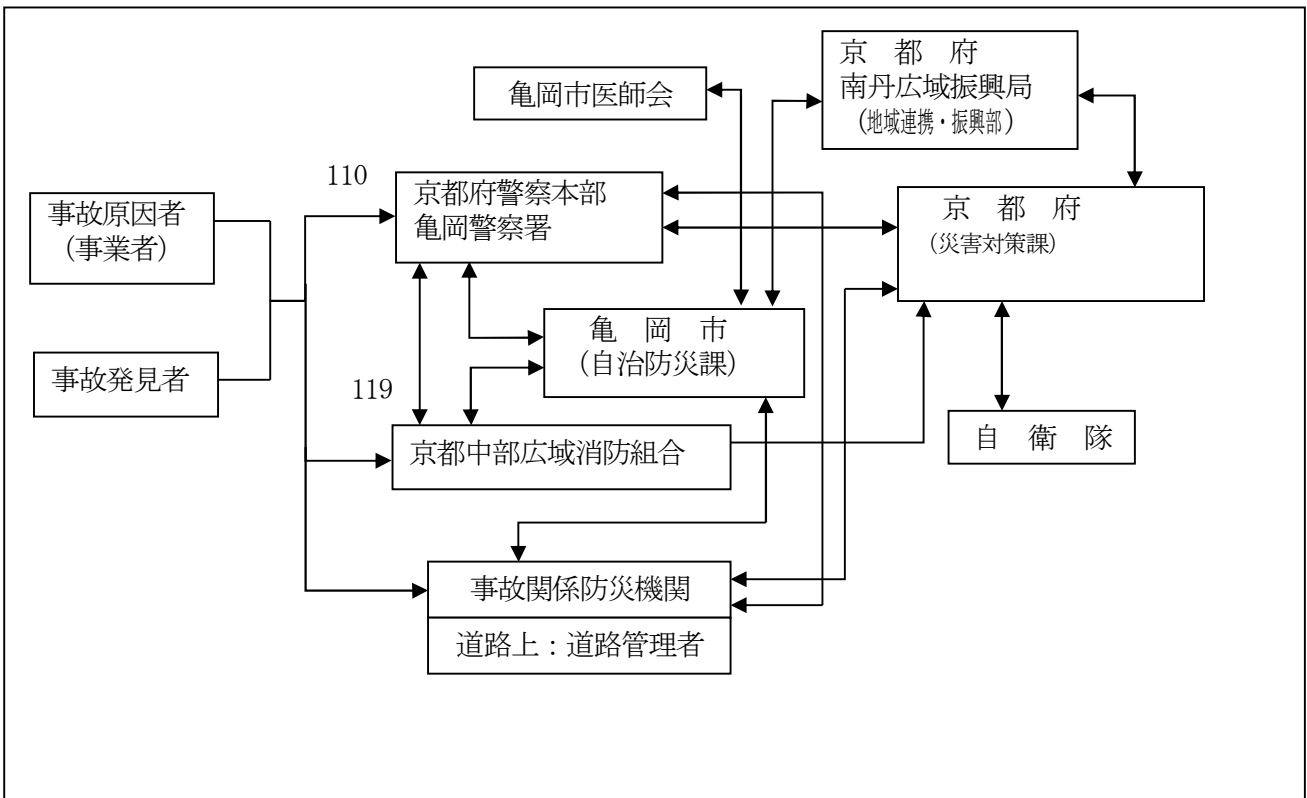 京　都　府
南丹広域振興局
（地域連携・振興部）
亀岡市医師会
110
京都府警察本部
亀岡警察署
事故原因者
（事業者）
京　都　府
（災害対策課）
亀　岡　市
（自治防災課）
事故発見者
119
京都中部広域消防組合
自　衛　隊
事故関係防災機関
道路上：道路管理者